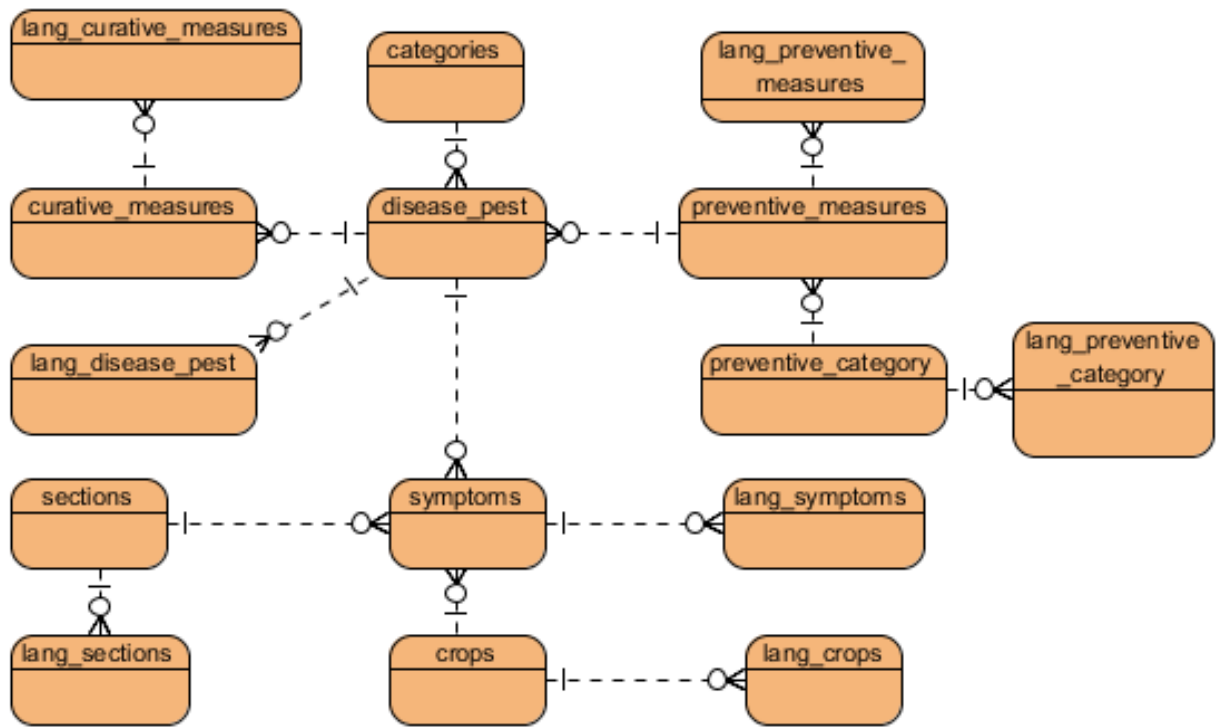 lang_curative_measures
categories
lang_preventive_
measures
curative_measures
disease_pest
preventive_measures
lang_disease_pest
preventive_category
lang_preventive
_category
sections
symptoms
lang_symptoms
lang_sections
crops
lang_crops